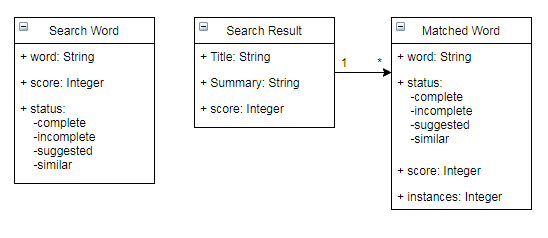 Search Word
+ word: String
+ score: Integer
+ status:
-complete
-incomplete
-suggested
-similar
Search Result
+ Title: String
+ Summary: String
+ score: Integer
1
*
Matched Word
+ word: String
+ status:
-complete
-incomplete
-suggested
-similar
+ score: Integer
+ instances: Integer